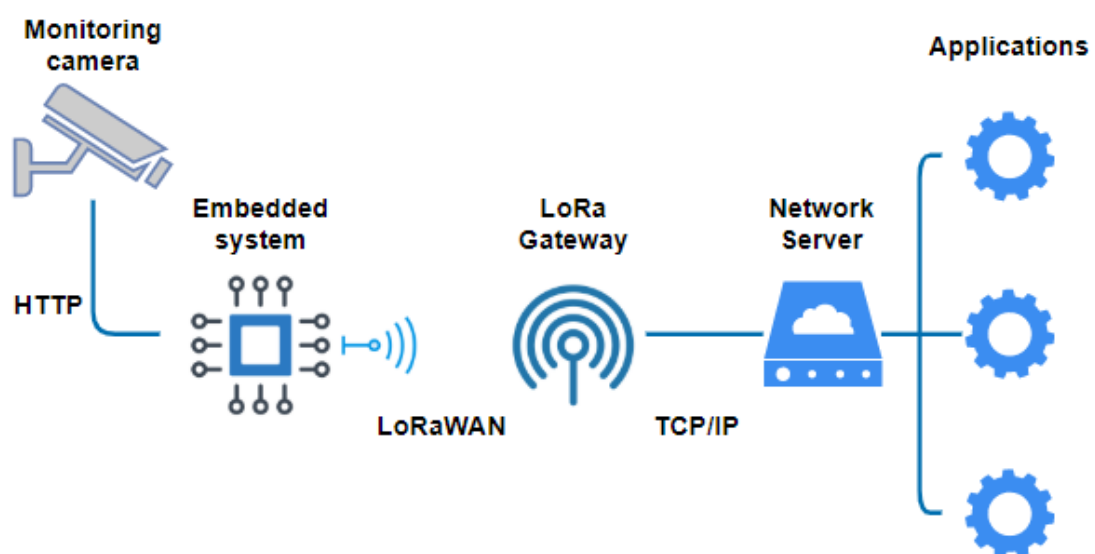 Monitoring
camera
Applications
Embedded
system
LoRa
Gateway
Network
Server
HTTP
LoRaWAN
TCP/IP